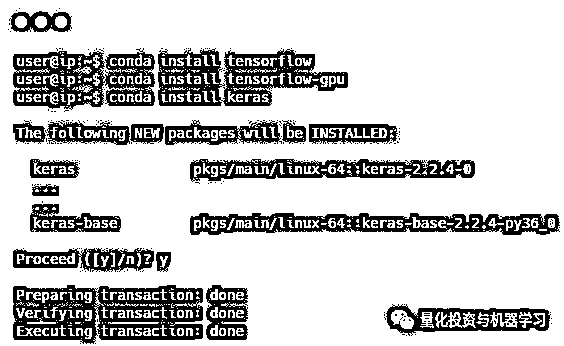 user@ip:~$ conda install tensorflow
user@ip:~$ conda install tensorflow-gpu
user@ip:~$ conda install keras
The following NEW packages will be INSTALLED:
keras pkgs/main/linux-64::keras-2.2.4-0
...
...
keras-base pkgs/main/linux-64::keras-base-2.2.4-py36_0
Proceed ([y]/n)? y
Preparing transaction: done
Verifying transaction: done
Executing transaction: done
量化投资与机器学习